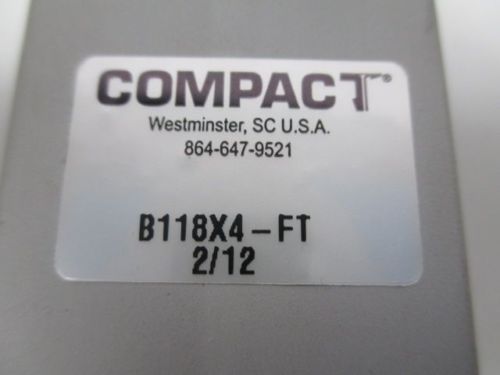 COMPACT®
Westminster, SC U.S.A.
864-647-9521
B118X4-FT
2/12